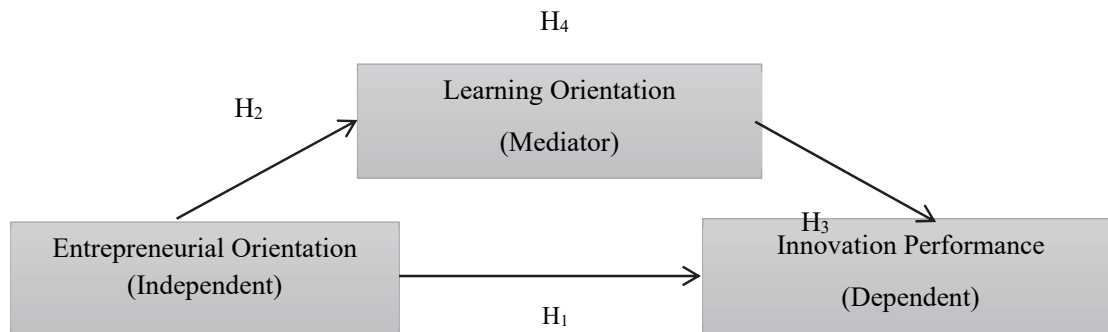 H₄
Learning Orientation
(Mediator)
H₂
H₃
Entrepreneurial Orientation
(Independent)
Innovation Performance
(Dependent)
H₁